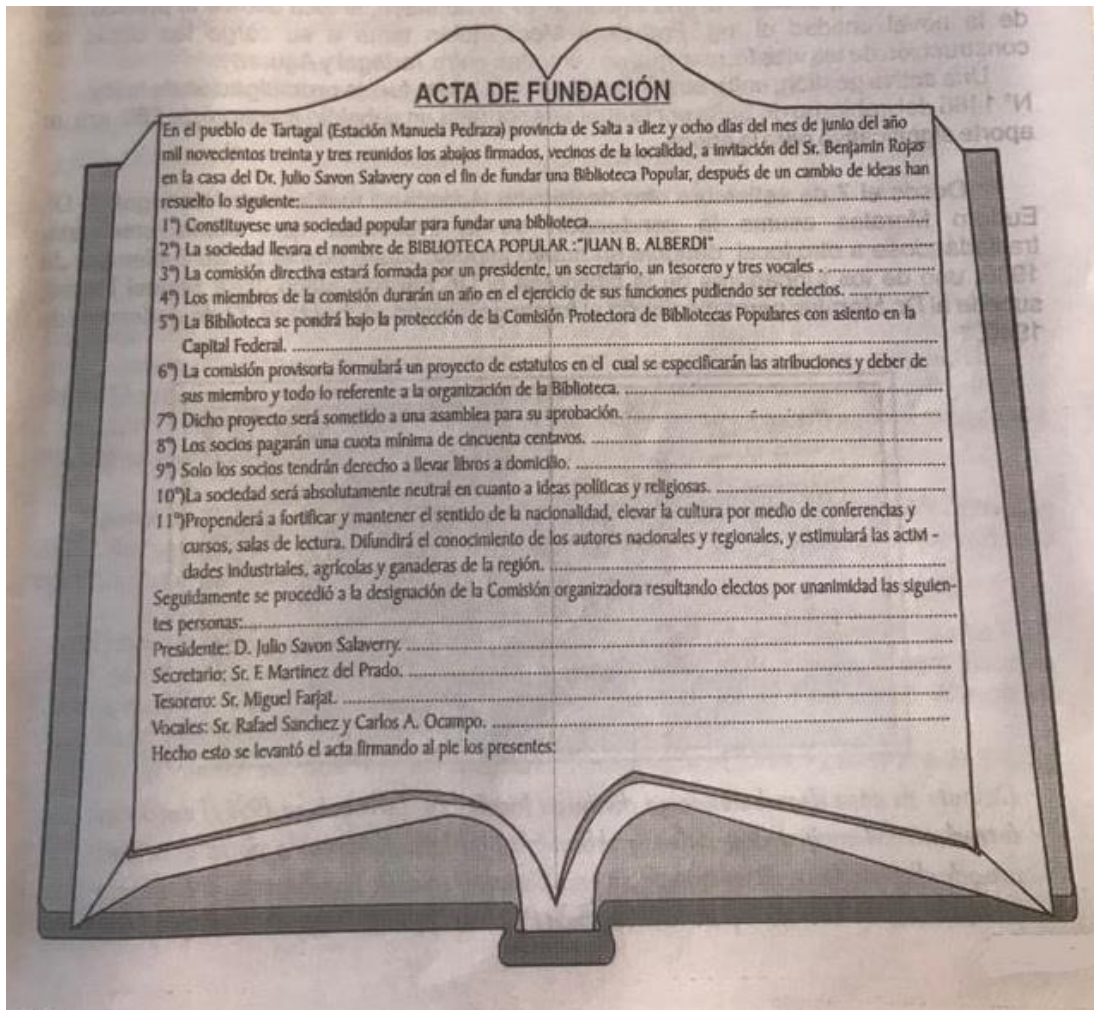 ACTA DE FUNDACIÓN
En el pueblo de Tartagal (Estación Manuela Pedraza) provincia de Salta a diez y ocho días del mes de junio del año
mil novecientos treinta y tres reunidos los abajos firmados, vecinos de la localidad, a invitación del Sr. Benjamin Rojas
en la casa del Dr. Julio Savon Salavery con el fin de fundar una Biblioteca Popular, después de un cambio de ideas han
resuelto lo siguiente:
1º) Constituyese una sociedad popular para fundar una biblioteca.
2º) La sociedad llevara el nombre de BIBLIOTECA POPULAR :"JUAN B. ALBERDI"
3º) La comisión directiva estará formada por un presidente, un secretario, un tesorero y tres vocales .
4º) Los miembros de la comisión durarán un año en el ejercicio de sus funciones pudiendo ser reelectos.
5º) La Biblioteca se pondrá bajo la protección de la Comisión Protectora de Bibliotecas Populares con asiento en la
Capital Federal.
6º) La comisión provisoria formulará un proyecto de estatutos en el cual se especificarán las atribuciones y deber de
sus miembro y todo lo referente a la organización de la Biblioteca.
7º) Dicho proyecto será sometido a una asamblea para su aprobación.
8º) Los socios pagarán una cuota mínima de cincuenta centavos.
9º) Solo los socios tendrán derecho a llevar libros a domicilio.
10º)La sociedad será absolutamente neutral en cuanto a ideas políticas y religiosas.
11º)Propenderá a fortificar y mantener el sentido de la nacionalidad, elevar la cultura por medio de conferencias y
cursos, salas de lectura. Difundirá el conocimiento de los autores nacionales y regionales, y estimulará las activi -
dades industriales, agrícolas y ganaderas de la región.
Seguidamente se procedió a la designación de la Comisión organizadora resultando electos por unanimidad las siguien-
tes personas:
Presidente: D. Julio Savon Salaverry.
Secretario: Sr. F. Martinez del Prado.
Tesorero: Sr. Miguel Farjat.
Vocales: Sr. Rafael Sanchez y Carlos A. Ocampo.
Hecho esto se levantó el acta firmando al pie los presentes: